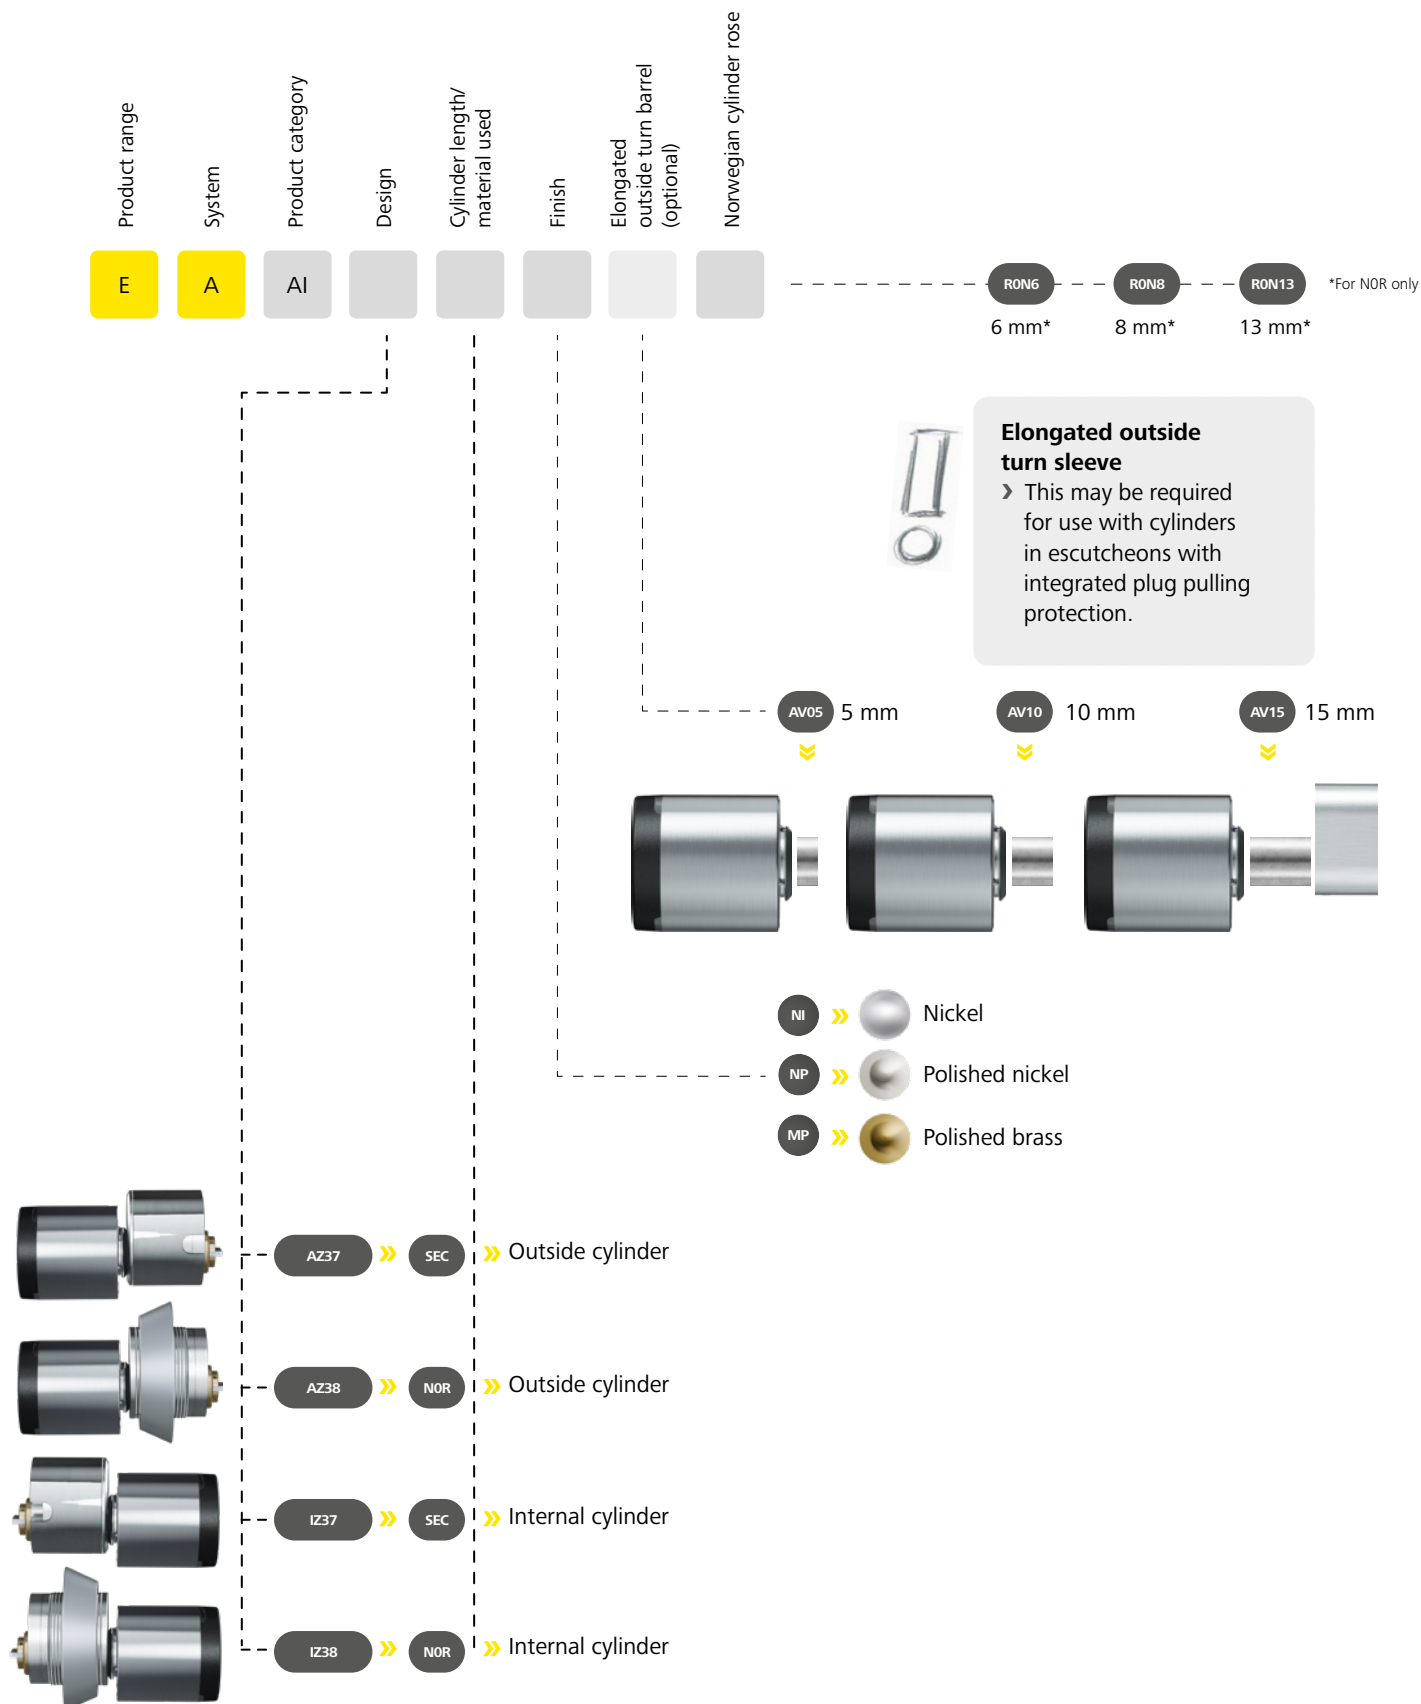 Product range
System
Product category
Design
Cylinder length/
material used
Finish
Elongated
outside turn barrel
(optional)
Norwegian cylinder rose
E
A
AI
R0N6
R0N8
R0N13
*For N0R only
6 mm*
8 mm*
13 mm*
Elongated outside
turn sleeve
› This may be required
for use with cylinders
in escutcheons with
integrated plug pulling
protection.
AV05 5 mm
AV10 10 mm
AV15 15 mm
NI » Nickel
NP » Polished nickel
MP » Polished brass
AZ37 » SEC » Outside cylinder
AZ38 » N0R » Outside cylinder
IZ37 » SEC » Internal cylinder
IZ38 » N0R » Internal cylinder